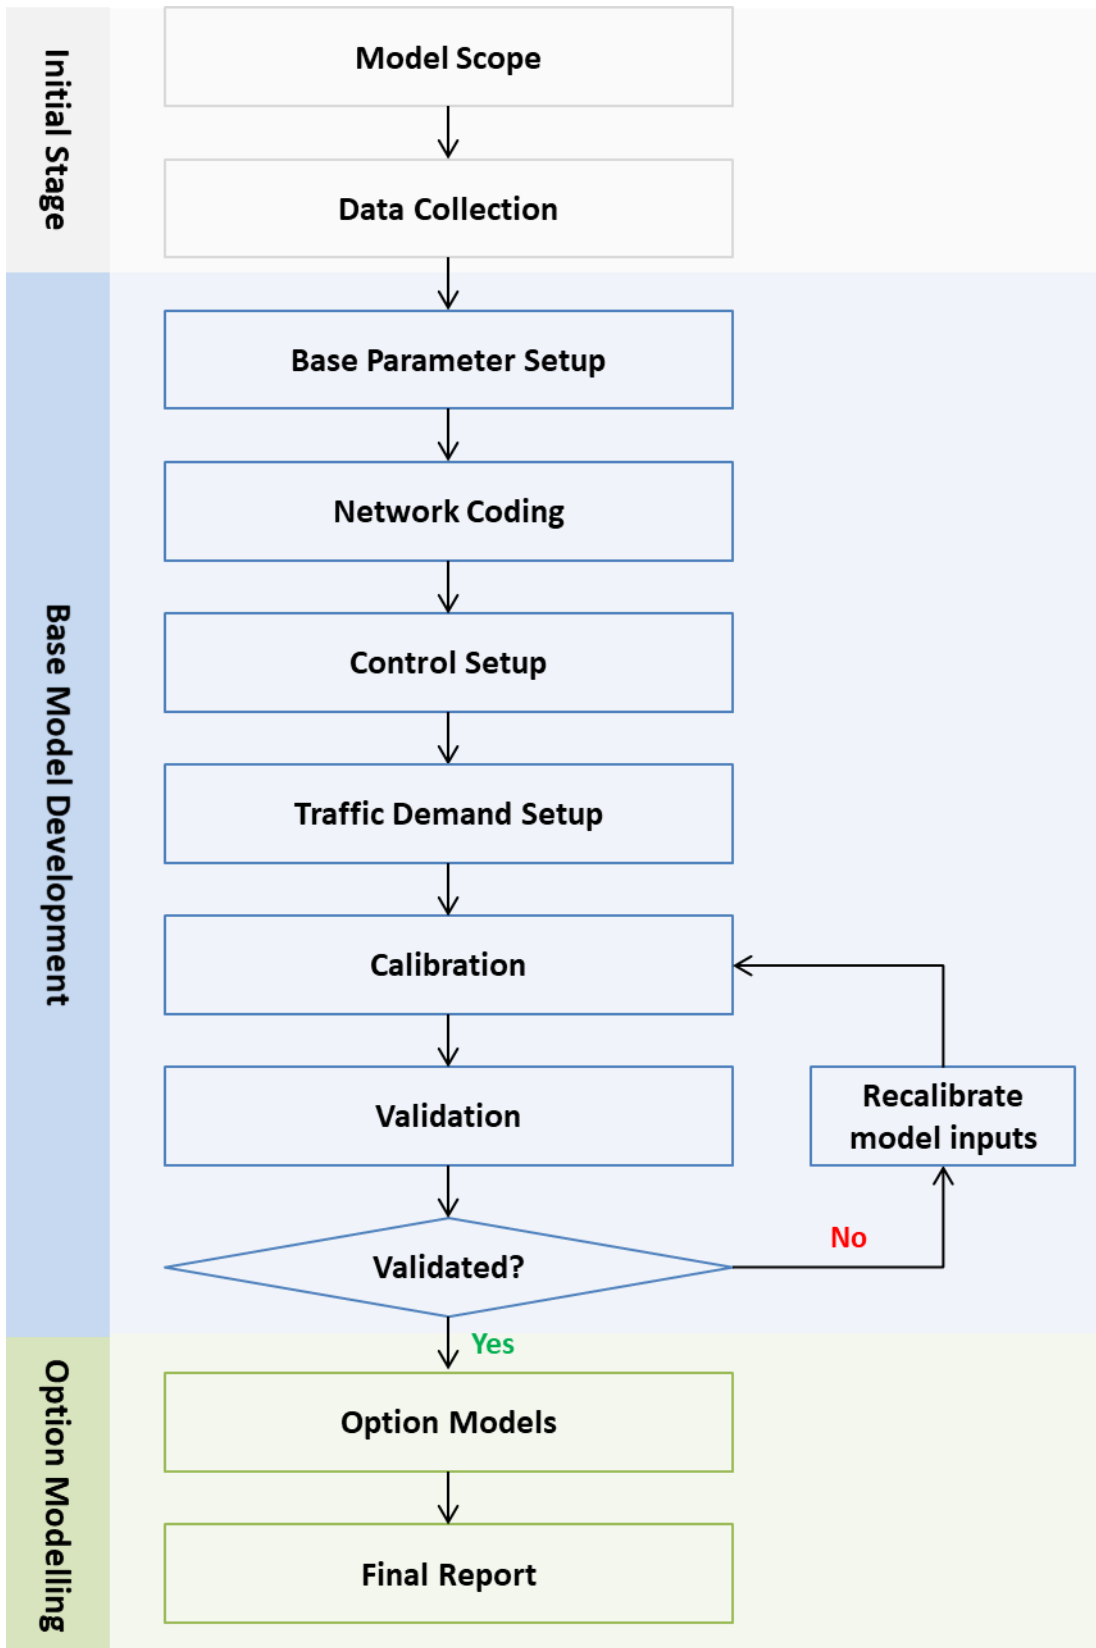 Initial Stage
Model Scope
Data Collection
Base Model Development
Base Parameter Setup
Network Coding
Control Setup
Traffic Demand Setup
Calibration
Validation
Recalibrate
model inputs
Validated?
No
Yes
Option Modelling
Option Models
Final Report